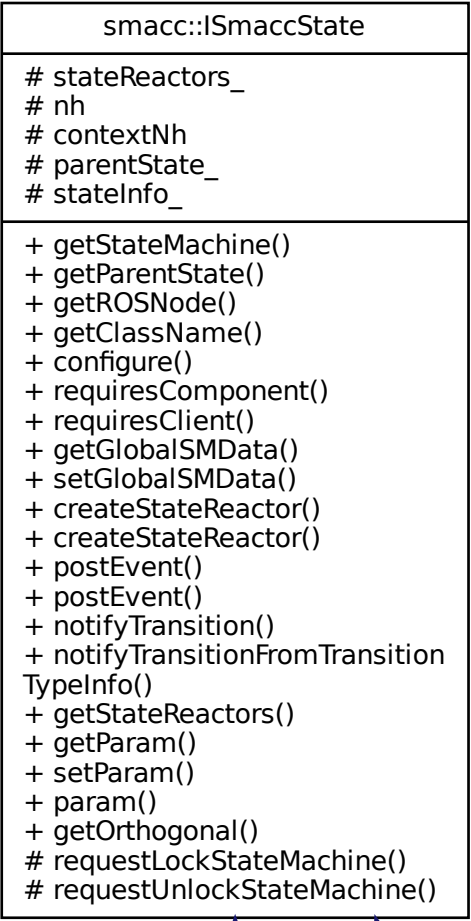 smacc::ISmaccState
# stateReactors_
# nh
# contextNh
# parentState_
# stateInfo_
+ getStateMachine()
+ getParentState()
+ getROSNode()
+ getClassName()
+ configure()
+ requiresComponent()
+ requiresClient()
+ getGlobalSMData()
+ setGlobalSMData()
+ createStateReactor()
+ createStateReactor()
+ postEvent()
+ postEvent()
+ notifyTransition()
+ notifyTransitionFromTransition
TypeInfo()
+ getStateReactors()
+ getParam()
+ setParam()
+ param()
+ getOrthogonal()
# requestLockStateMachine()
# requestUnlockStateMachine()